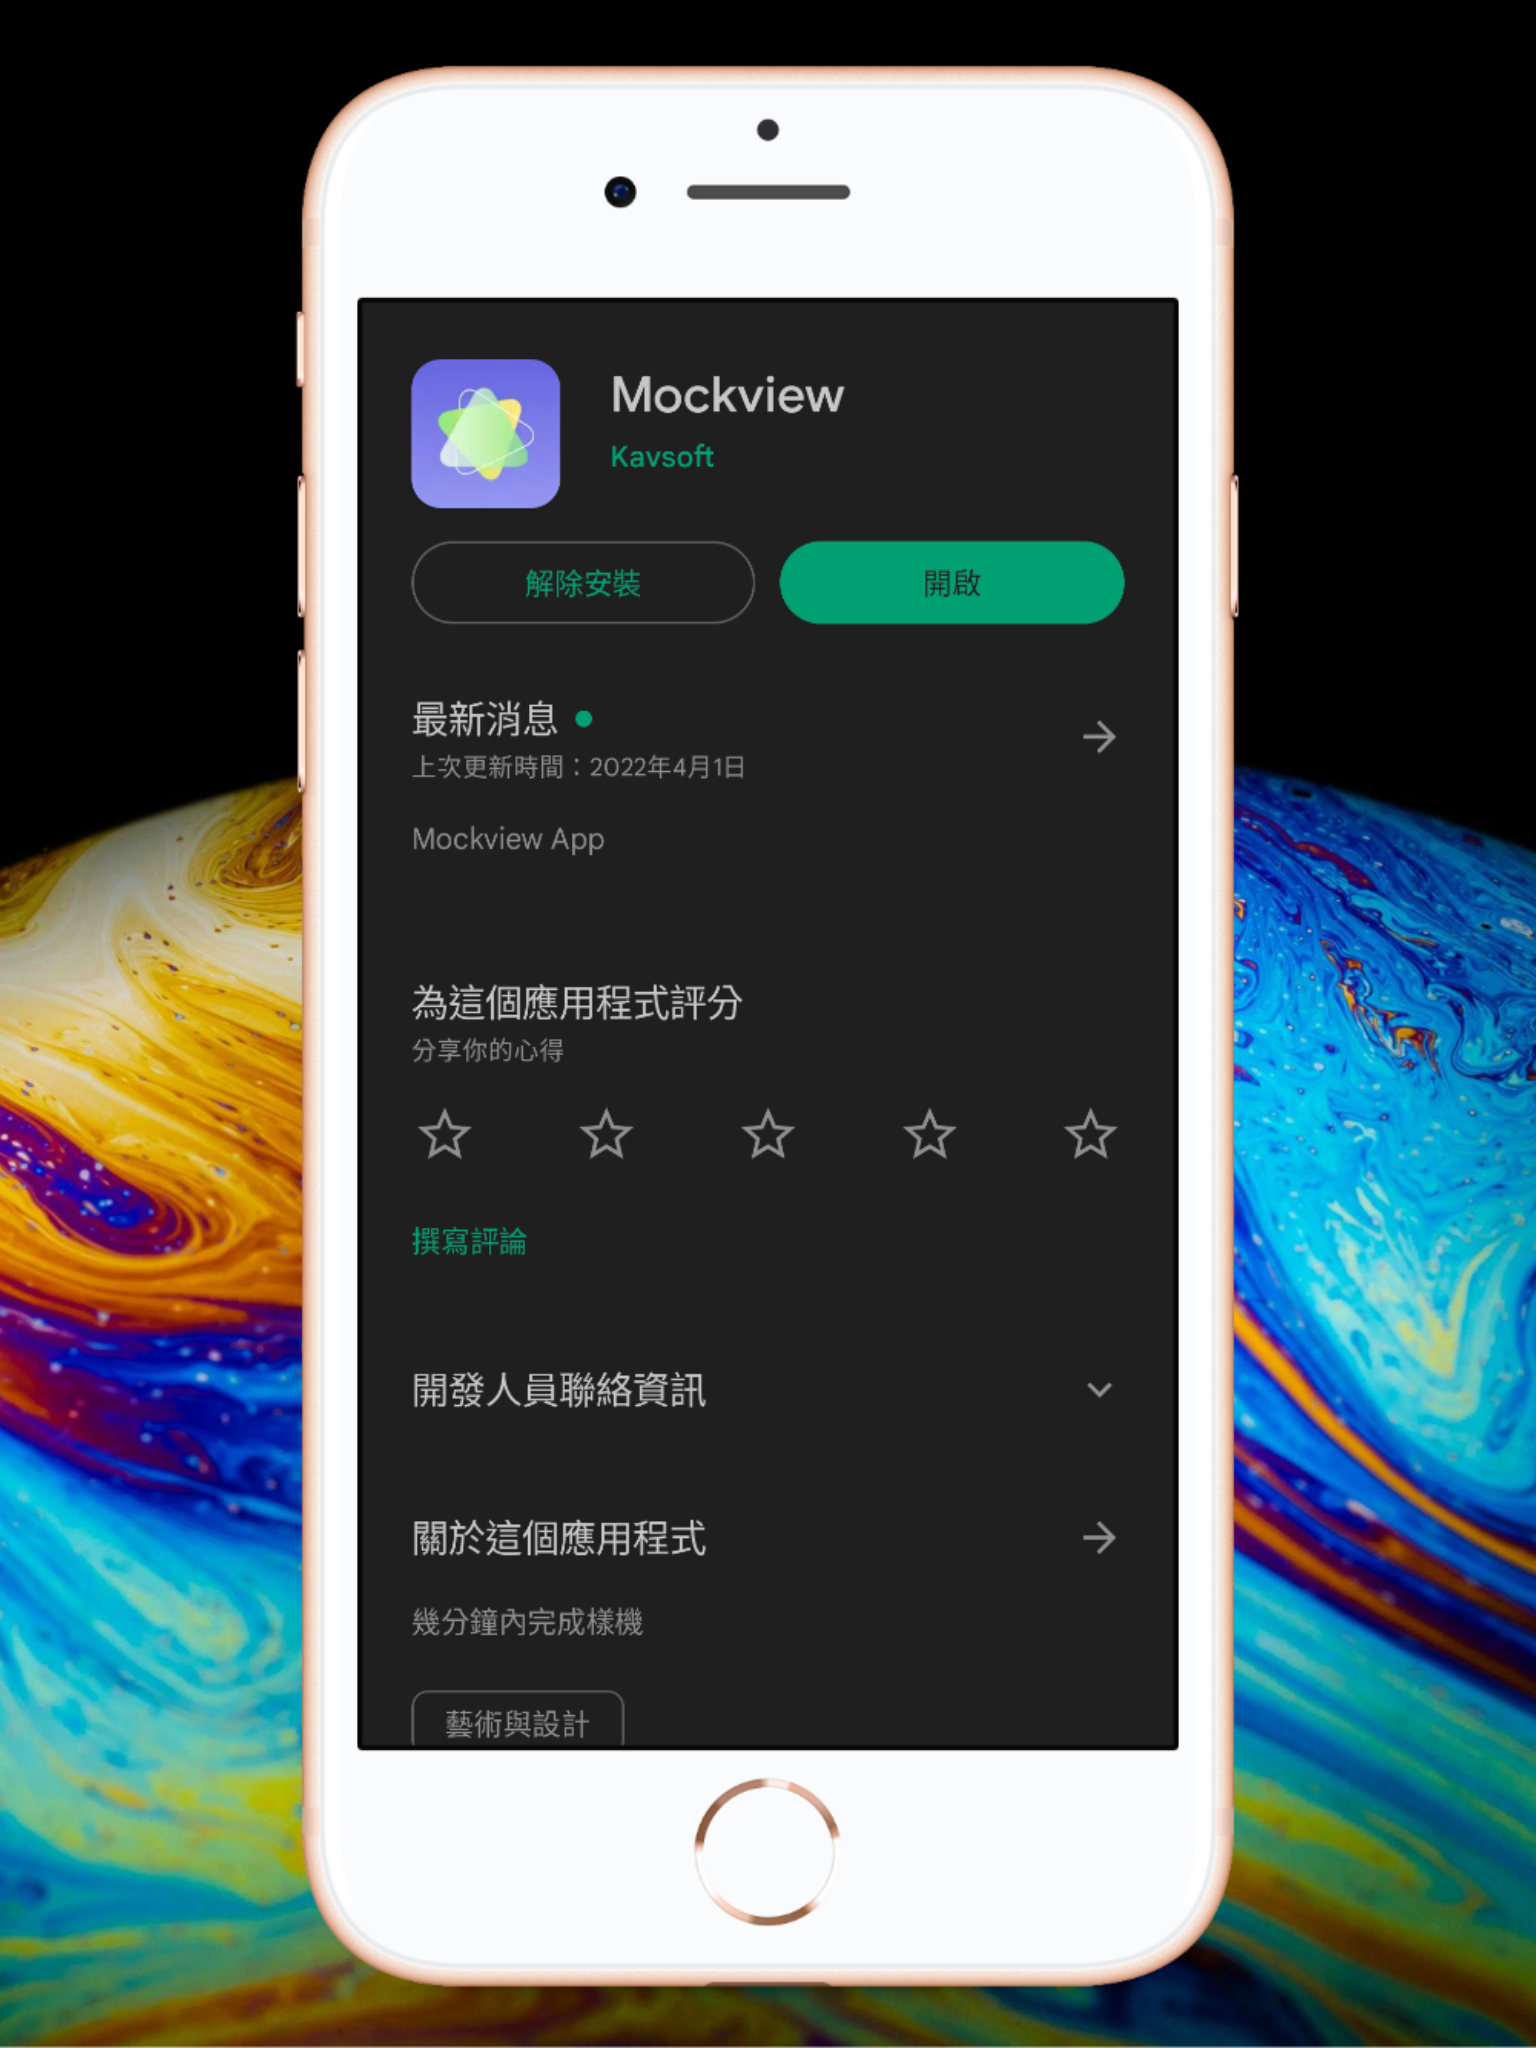 Mockview
Kavsoft
解除安裝
開啟
最新消息
上次更新時間：2022年4月1日
Mockview App
為這個應用程式評分
分享你的心得
撰寫評論
開發人員聯絡資訊
關於這個應用程式
幾分鐘內完成樣機
藝術與設計